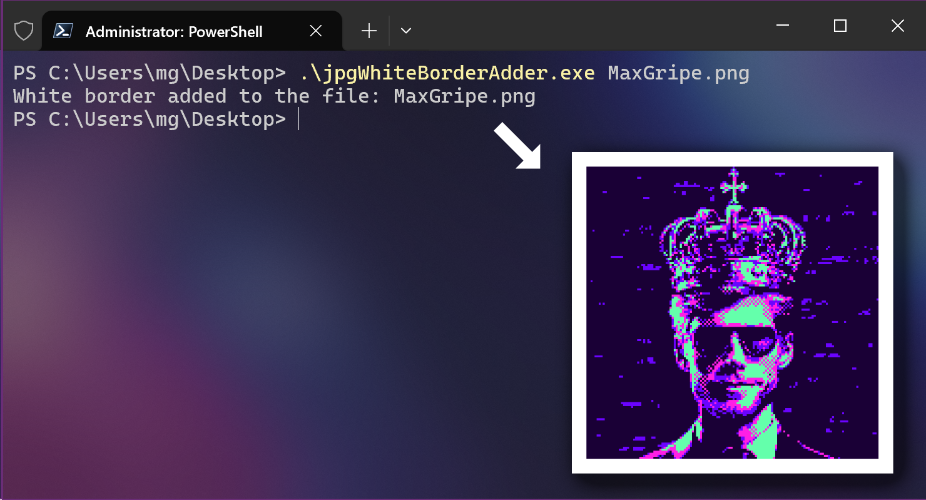 Administrator: PowerShell
PS C:\Users\mg\Desktop> .\jpgWhiteBorderAdder.exe MaxGripe.png
White border added to the file: MaxGripe.png
PS C:\Users\mg\Desktop>